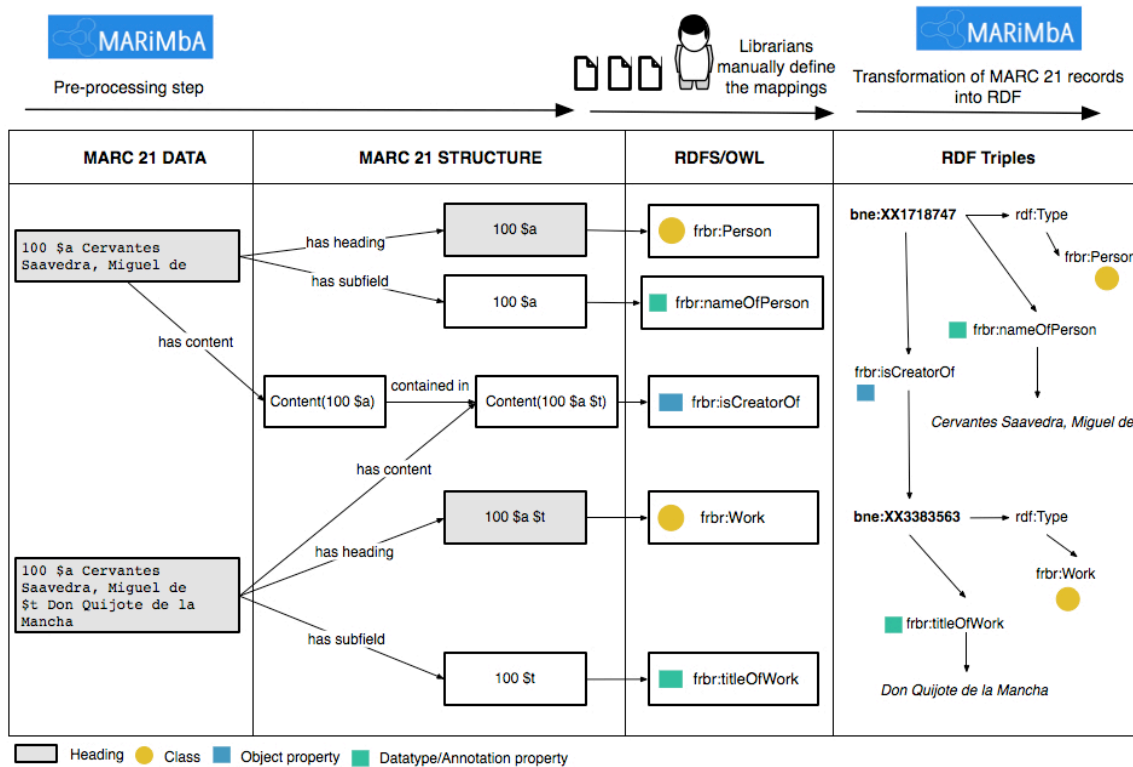 MARiMbA
MARiMbA
Pre-processing step
Librarians
manually define
the mappings
Transformation of MARC 21 records
into RDF
MARC 21 DATA
MARC 21 STRUCTURE
RDFS/OWL
RDF Triples
100 $a Cervantes
Saavedra, Miguel de
has heading
100 $a
frbr:Person
has subfield
100 $a
frbr:nameOfPerson
has content
Content(100 $a)
contained in
Content(100 $a $t)
frbr:isCreatorOf
has content
100 $a $t
frbr:Work
has heading
100 $a Cervantes
Saavedra, Miguel de
$t Don Quijote de la
Mancha
has subfield
100 $t
frbr:titleOfWork
bne:XX1718747
rdf:Type
frbr:Person
frbr:nameOfPerson
frbr:isCreatorOf
Cervantes Saavedra, Miguel de
bne:XX3383563
rdf:Type
frbr:Work
frbr:titleOfWork
Don Quijote de la Mancha
Heading
Class
Object property
Datatype/Annotation property